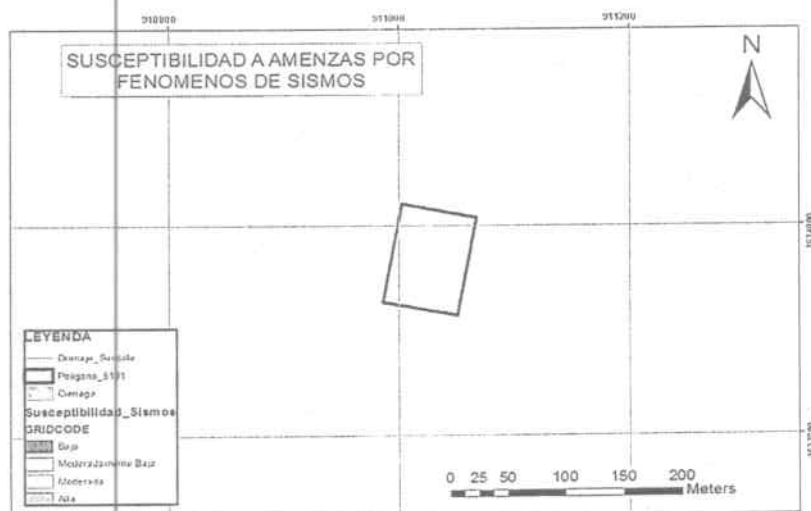 910800
911000
911200
SUSCEPTIBILIDAD A AMENZAS POR
FENOMENOS DE SISMOS
N
LEYENDA
Cienaga
Susceptibilidad_Sismos
GRIDCODE
Baja
Moderadamente Baja
Moderada
Alta
0 25 50 100 150 200
Meters